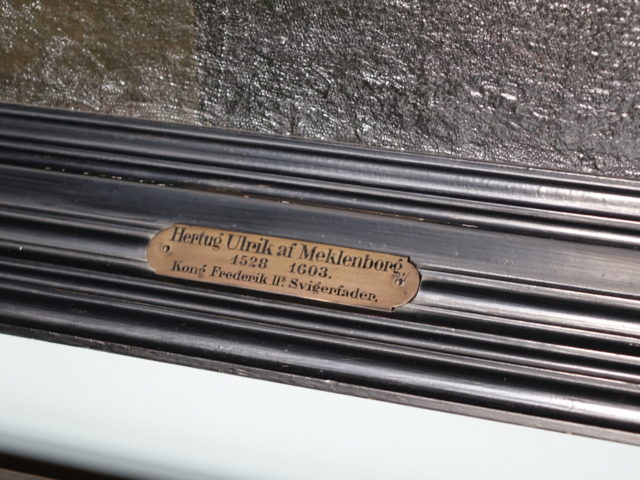 Hertug Ulrik af Meklenborg.
1528 1603.
Kong Frederik IIs. Svigerfader.